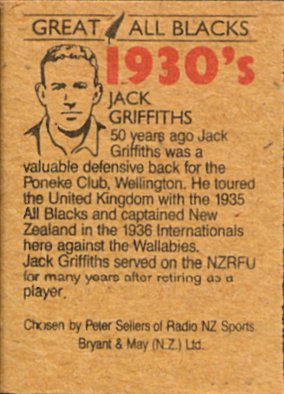 GREAT ALL BLACKS
1930's
JACK
GRIFFITHS
50 years ago Jack
Griffiths was a
valuable defensive back for the
Poneke Club, Wellington. He toured
the United Kingdom with the 1935
All Blacks and captained New
Zealand in the 1936 Internationals
here against the Wallabies.
Jack Griffiths served on the NZRFU
for many years after retiring as a
player.
Chosen by Peter Sellers of Radio NZ Sports.
Bryant & May (N.Z.) Ltd.